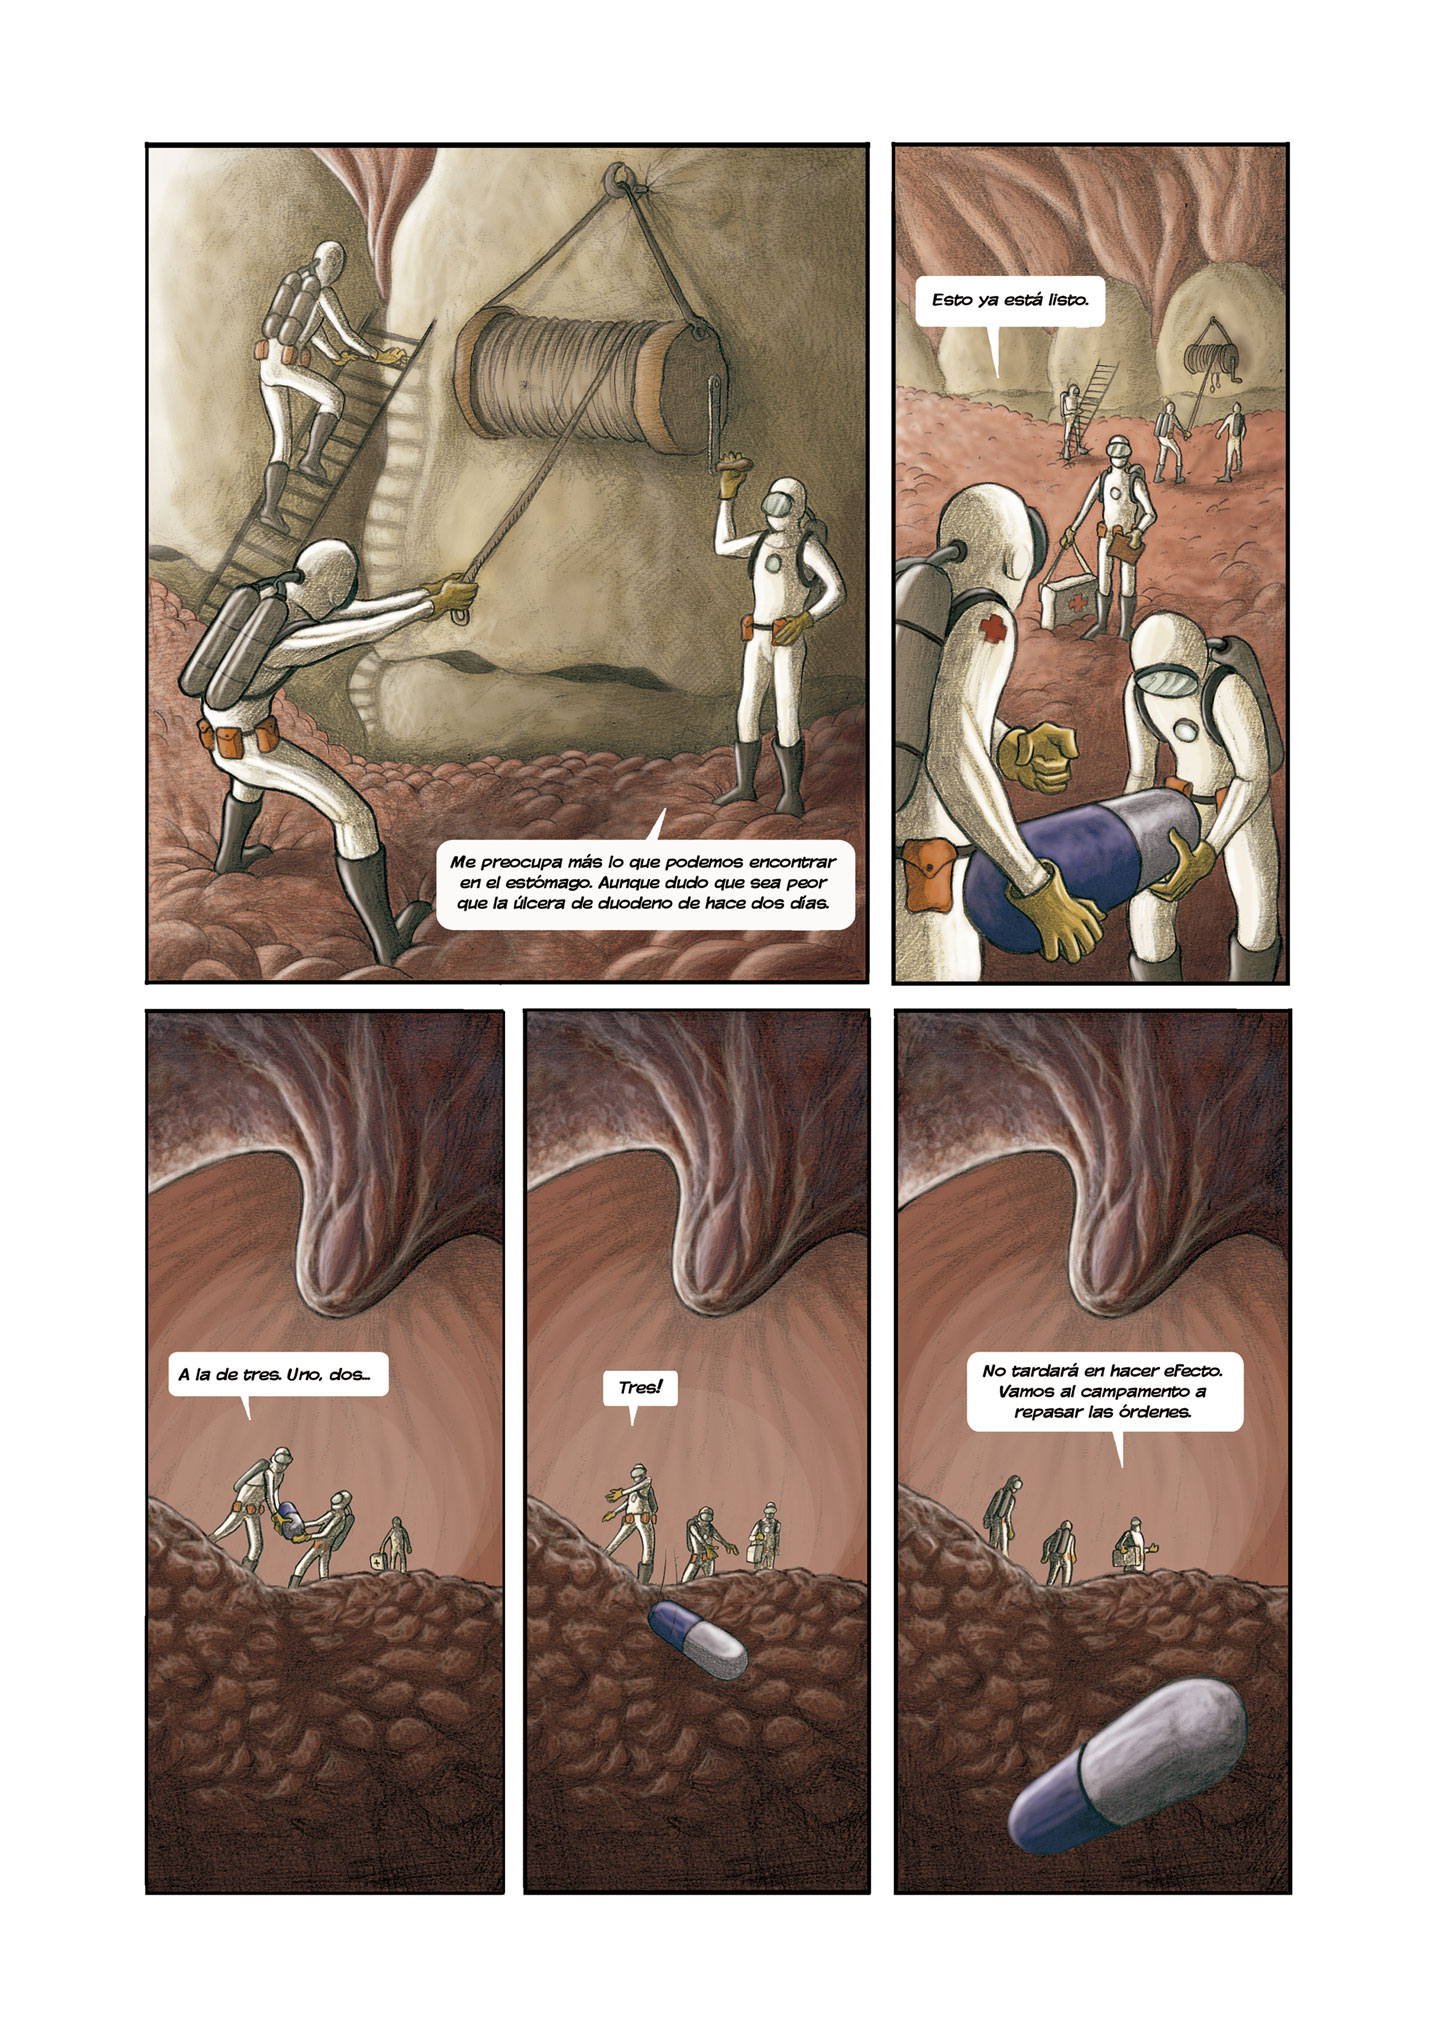 Me preocupa más lo que podemos encontrar
en el estómago. Aunque dudo que sea peor
que la úlcera de duodeno de hace dos días.
Esto ya está listo.
A la de tres. Uno, dos...
Tres!
No tardará en hacer efecto.
Vamos al campamento a
repasar las órdenes.